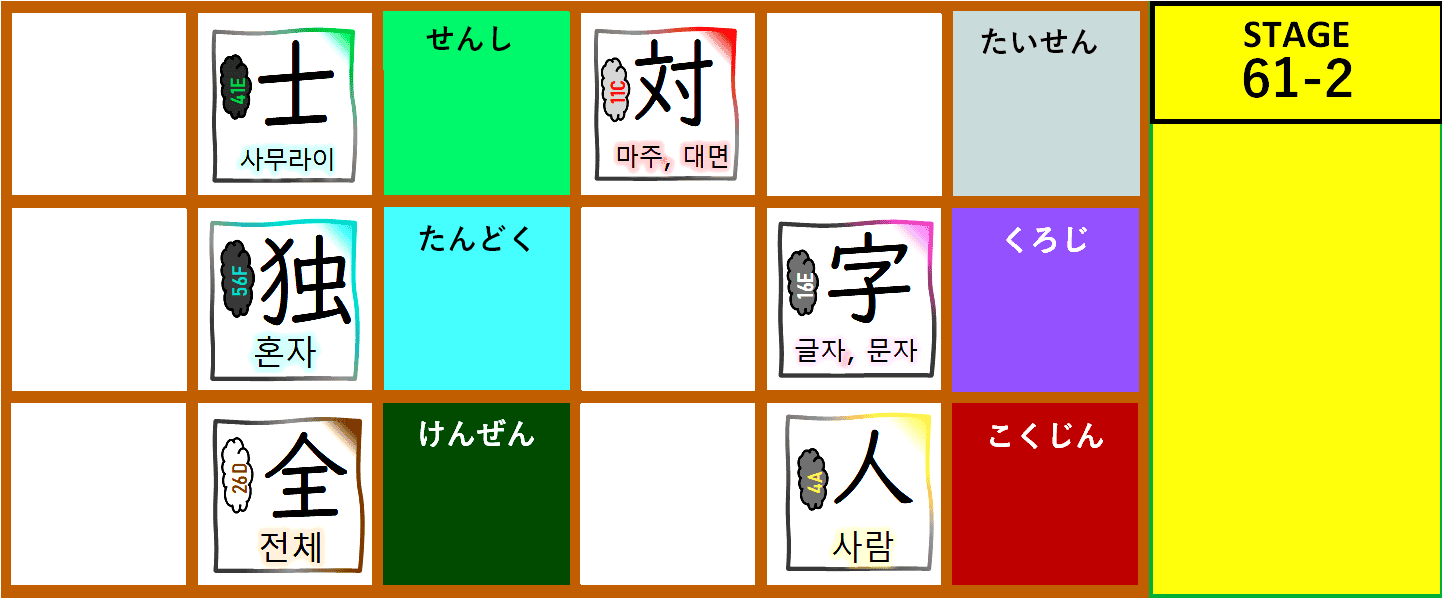 41E
士
사무라이
せんし
11C
対
마주, 대면
たいせん
STAGE
61-2
56F
独
혼자
たんどく
16E
字
글자, 문자
くろじ
26D
全
전체
けんぜん
4A
人
사람
こくじん